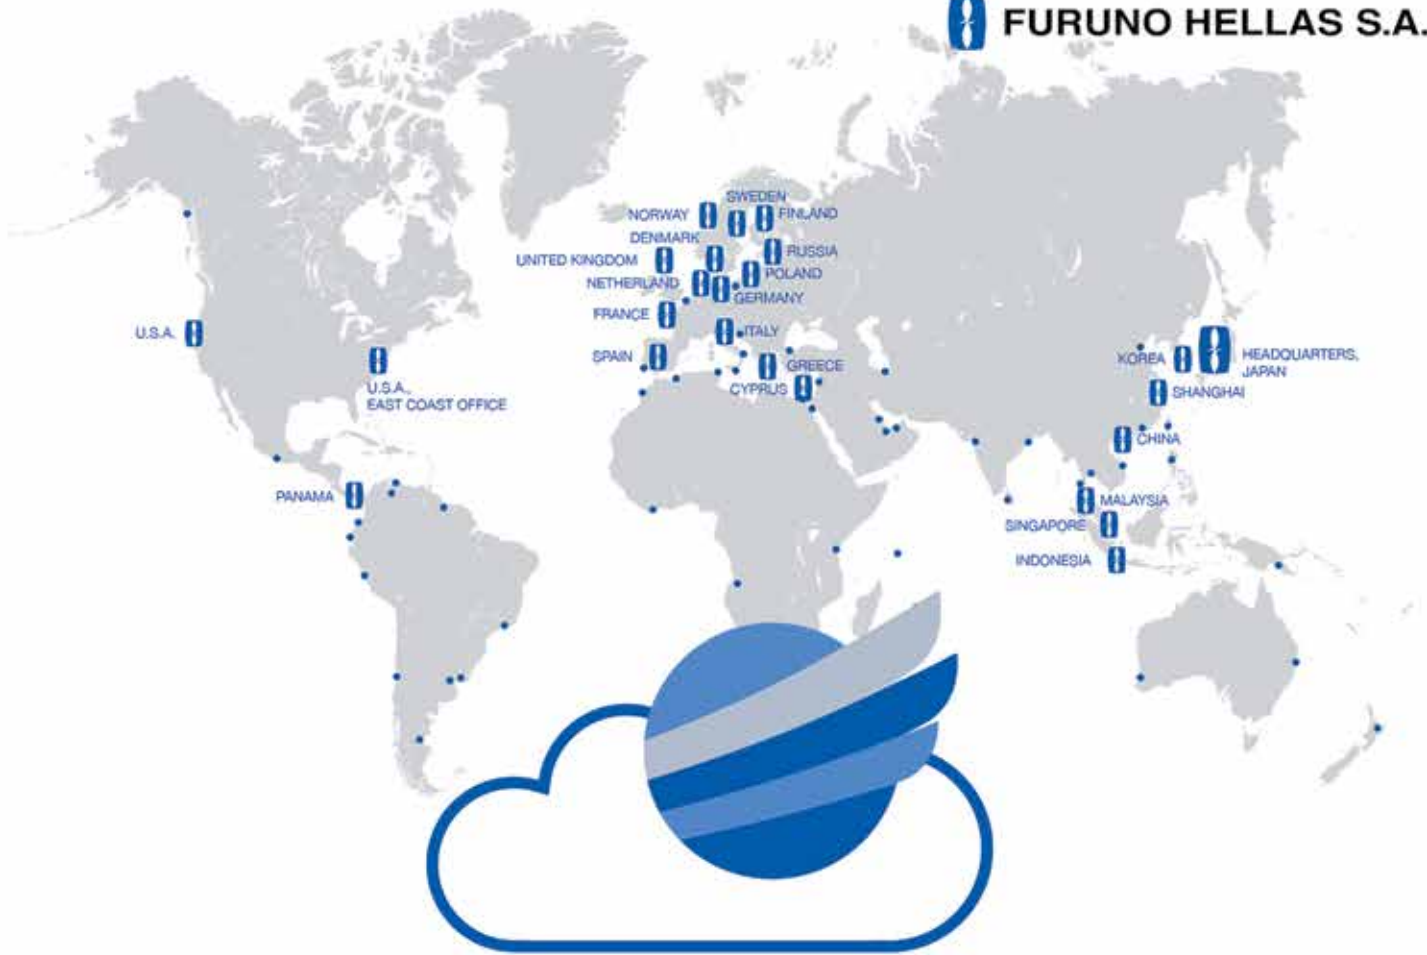 FURUNO HELLAS S.A.
SWEDEN
NORWAY
FINLAND
DENMARK
RUSSIA
UNITED KINGDOM
POLAND
NETHERLAND
GERMANY
FRANCE
U.S.A.
ITALY
SPAIN
GREECE
KOREA
HEADQUARTERS,
JAPAN
U.S.A.,
EAST COAST OFFICE
CYPRUS
SHANGHAI
CHINA
PANAMA
MALAYSIA
SINGAPORE
INDONESIA